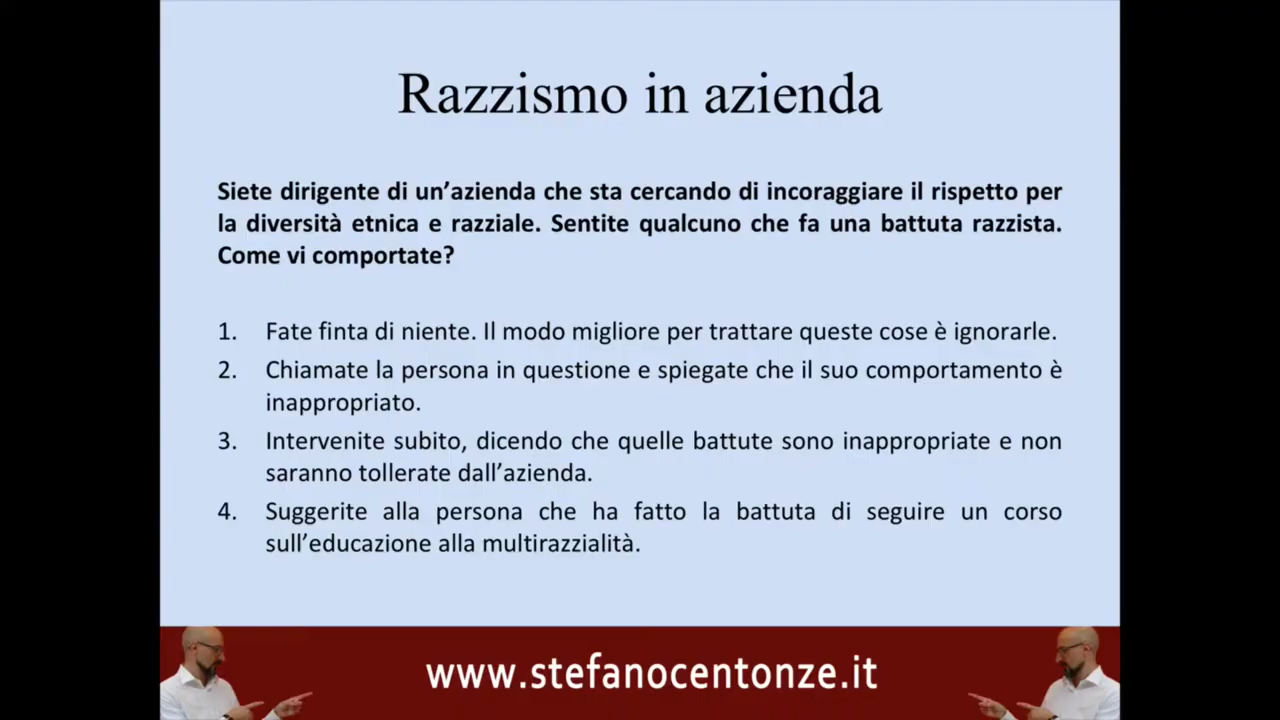 Razzismo in azienda
Siete dirigente di un’azienda che sta cercando di incoraggiare il rispetto per
la diversità etnica e razziale. Sentite qualcuno che fa una battuta razzista.
Come vi comportate?
1. Fate finta di niente. Il modo migliore per trattare queste cose è ignorarle.
2. Chiamate la persona in questione e spiegate che il suo comportamento è
inappropriato.
3. Intervenite subito, dicendo che quelle battute sono inappropriate e non
saranno tollerate dall’azienda.
4. Suggerite alla persona che ha fatto la battuta di seguire un corso
sull’educazione alla multirazzialità.
www.stefanocentonze.it